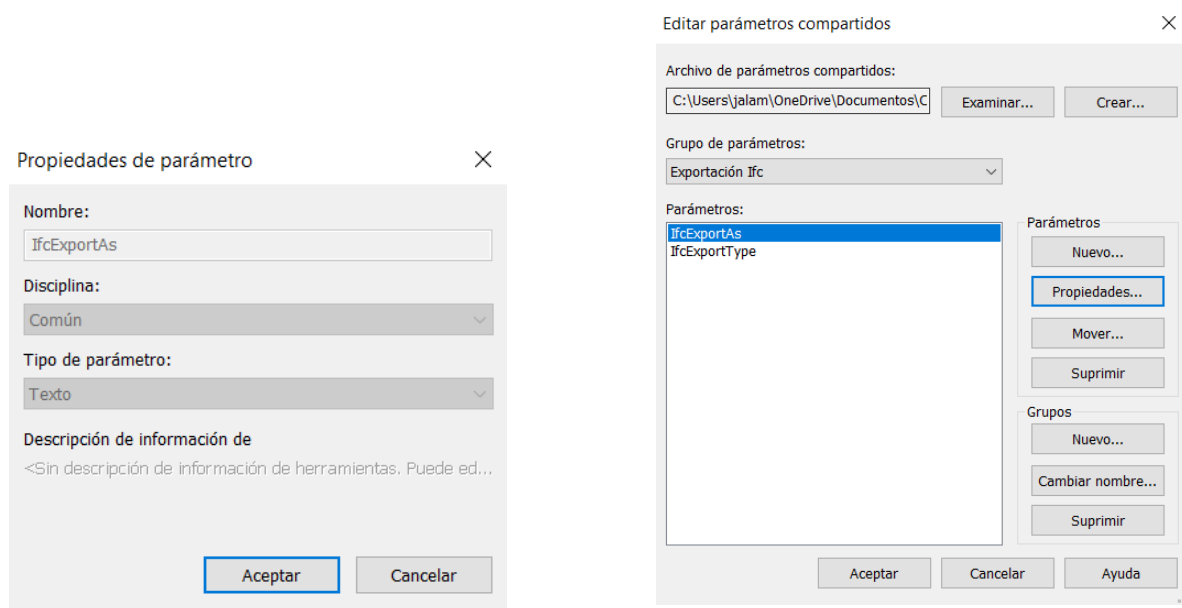 Propiedades de parámetro
Nombre:
IfcExportAs
Disciplina:
Común
Tipo de parámetro:
Texto
Descripción de información de
<Sin descripción de información de herramientas. Puede ed...
Aceptar Cancelar
Editar parámetros compartidos
Archivo de parámetros compartidos:
C:\Users\jalam\OneDrive\Documentos\C Examinar... Crear...
Grupo de parámetros:
Exportación Ifc
Parámetros:
IfcExportAs
IfcExportType
Parámetros
Nuevo...
Propiedades...
Mover...
Suprimir
Grupos
Nuevo...
Cambiar nombre...
Suprimir
Aceptar Cancelar Ayuda